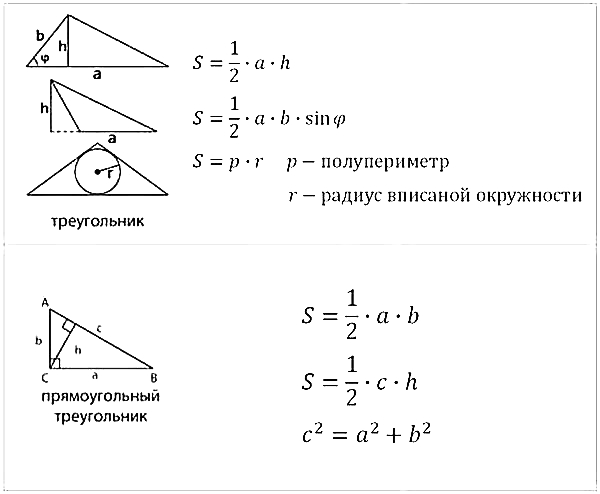 b
h
φ
a
S = 1/2 · a · h
h
a
S = 1/2 · a · b · sin φ
r
S = p · r p − полупериметр
r − радиус вписаной окружности
треугольник
A
b
c
h
C
a
B
S = 1/2 · a · b
S = 1/2 · c · h
c² = a² + b²
прямоугольный
треугольник